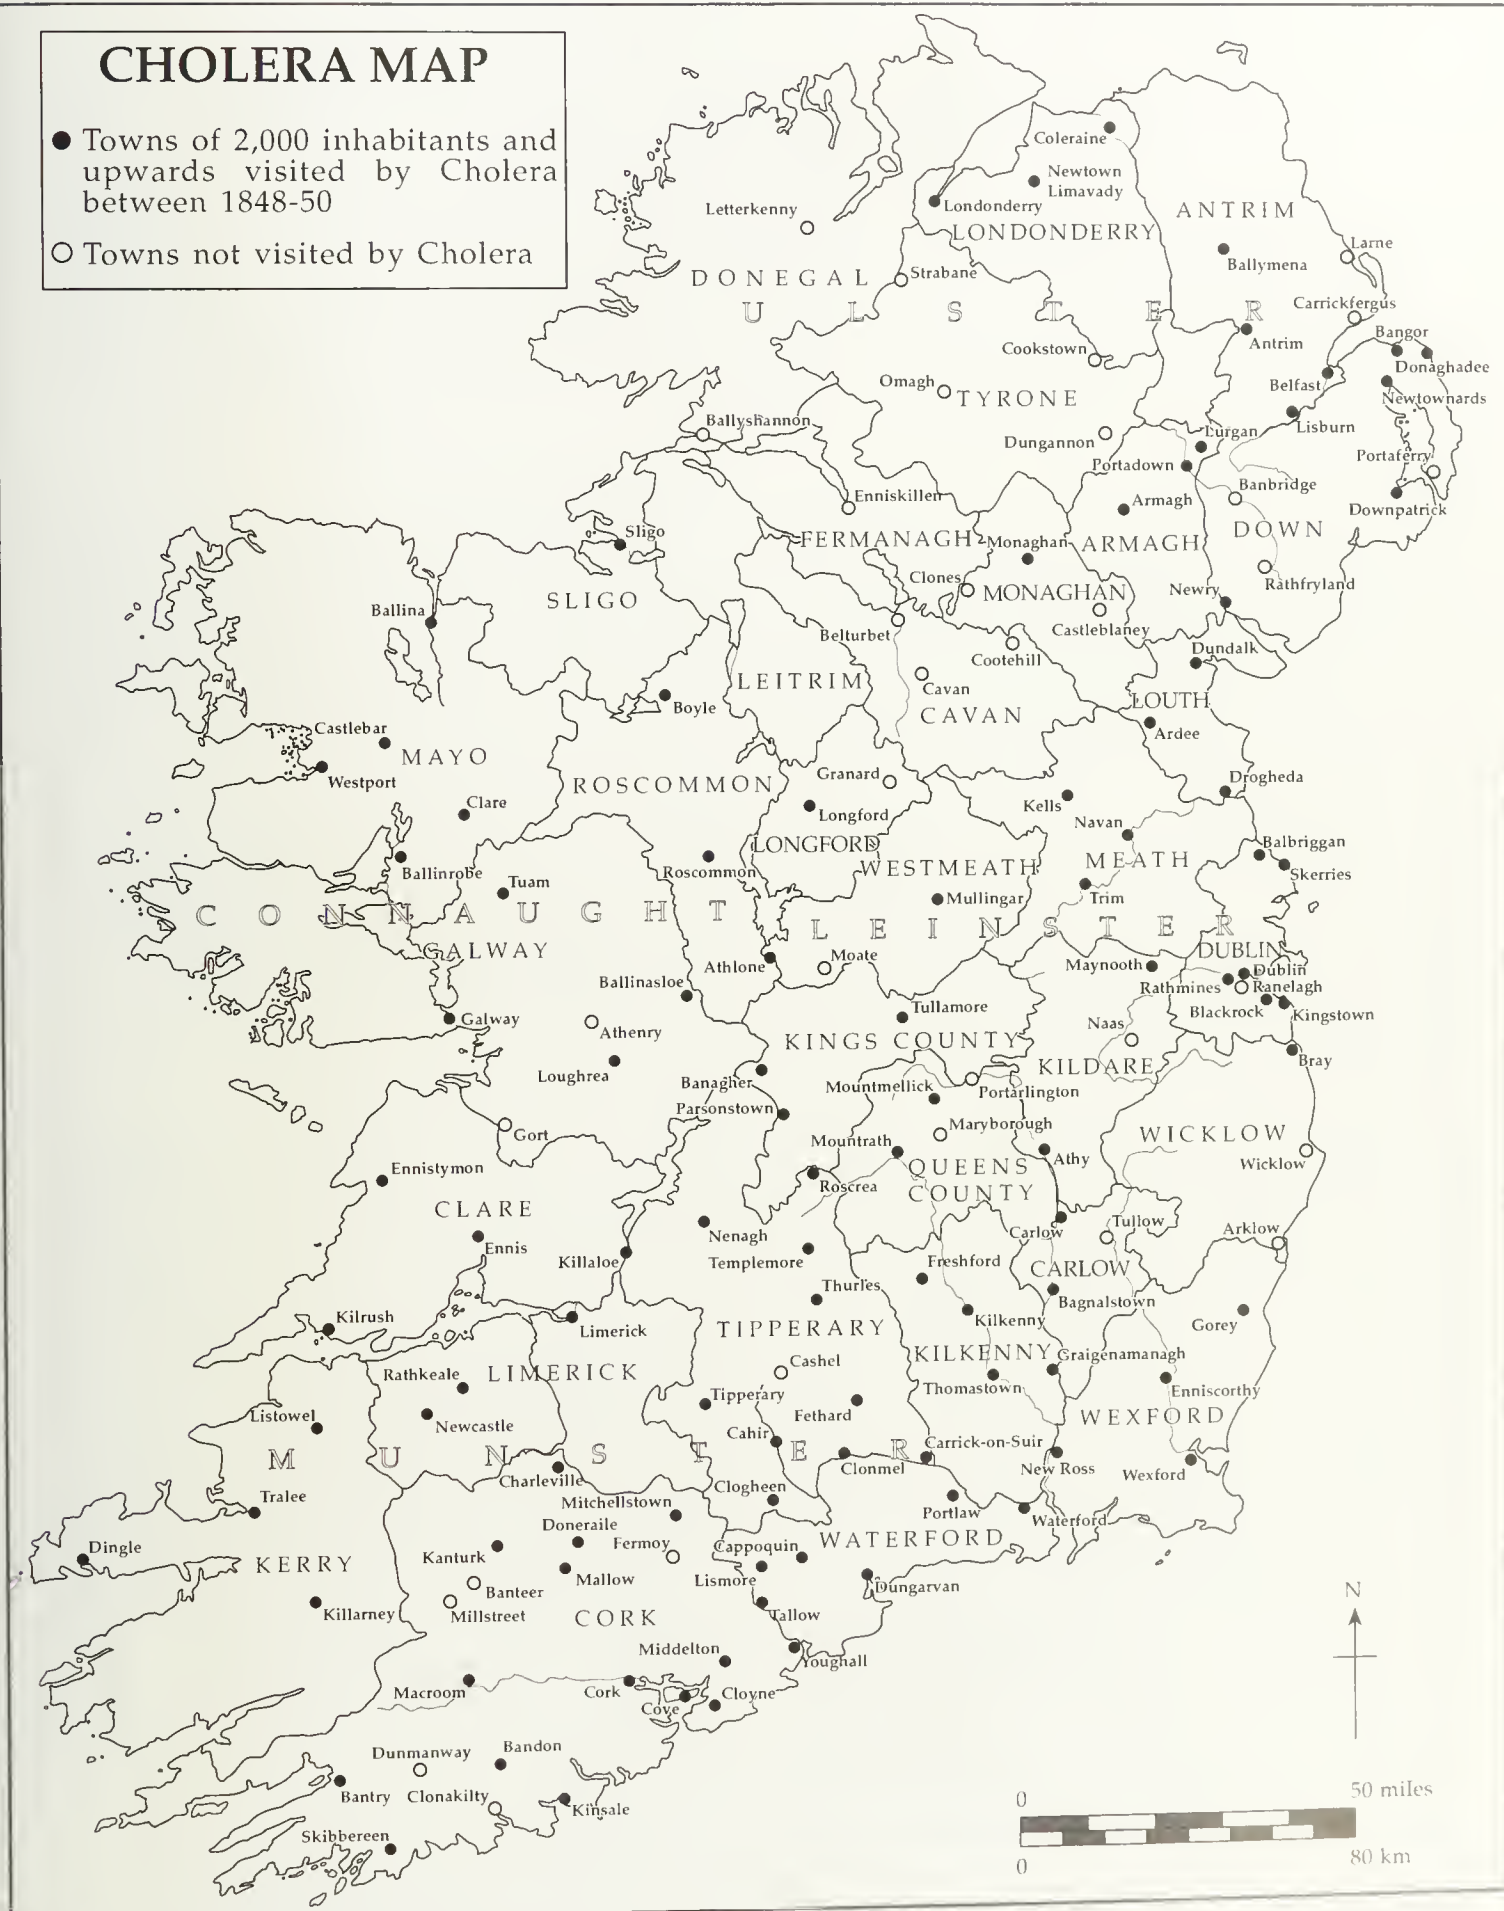 CHOLERA MAP
● Towns of 2,000 inhabitants and
upwards visited by Cholera
between 1848-50
○ Towns not visited by Cholera
Coleraine
Newtown
Limavady
Letterkenny
Londonderry
LONDONDERRY
ANTRIM
Larne
Ballymena
DONEGAL
Strabane
ULSTER
Carrickfergus
Bangor
Antrim
Cookstown
Donaghadee
Belfast
Omagh
TYRONE
Newtownards
Ballyshannon
Lisburn
Dungannon
Lurgan
Portadown
Portaferry
Banbridge
Enniskillen
Armagh
Downpatrick
Sligo
FERMANAGH
Monaghan
ARMAGH
DOWN
Clones
MONAGHAN
Rathfryland
Newry
SLIGO
Ballina
Belturbet
Castleblaney
Cootehill
Dundalk
LEITRIM
Cavan
LOUTH
Boyle
CAVAN
Ardee
Castlebar
MAYO
Westport
ROSCOMMON
Granard
Drogheda
Clare
Longford
Kells
Navan
LONGFORD
Balbriggan
MEATH
WESTMEATH
Skerries
Ballinrobe
Roscommon
Tuam
Mullingar
Trim
CONNAUGHT
LEINSTER
GALWAY
Moate
DUBLIN
Athlone
Maynooth
Dublin
Ballinasloe
Rathmines
Ranelagh
Tullamore
Blackrock
Kingstown
Galway
Athenry
Naas
KINGS COUNTY
Bray
KILDARE
Loughrea
Banagher
Mountmellick
Portarlington
Parsonstown
Maryborough
Gort
Mountrath
WICKLOW
Athy
Wicklow
Ennistymon
QUEENS
COUNTY
Roscrea
CLARE
Tullow
Nenagh
Carlow
Arklow
Ennis
Killaloe
Templemore
Freshford
CARLOW
Thurles
Bagnalstown
Kilrush
Kilkenny
Gorey
Limerick
TIPPERARY
KILKENNY
Graigenamanagh
Cashel
Rathkeale
LIMERICK
Thomastown
Enniscorthy
Tipperary
Fethard
WEXFORD
Listowel
Newcastle
Cahir
Carrick-on-Suir
MUNSTER
Clonmel
New Ross
Wexford
Charleville
Clogheen
Tralee
Mitchellstown
Portlaw
Waterford
Doneraile
Dingle
Fermoy
Cappoquin
WATERFORD
KERRY
Kanturk
Mallow
Lismore
Banteer
Dungarvan
Killarney
Millstreet
CORK
Tallow
N
Middelton
Youghall
Macroom
Cork
Cloyne
Cove
Dunmanway
Bandon
Bantry
Clonakilty
Kinsale
Skibbereen
0 50 miles
0 80 km